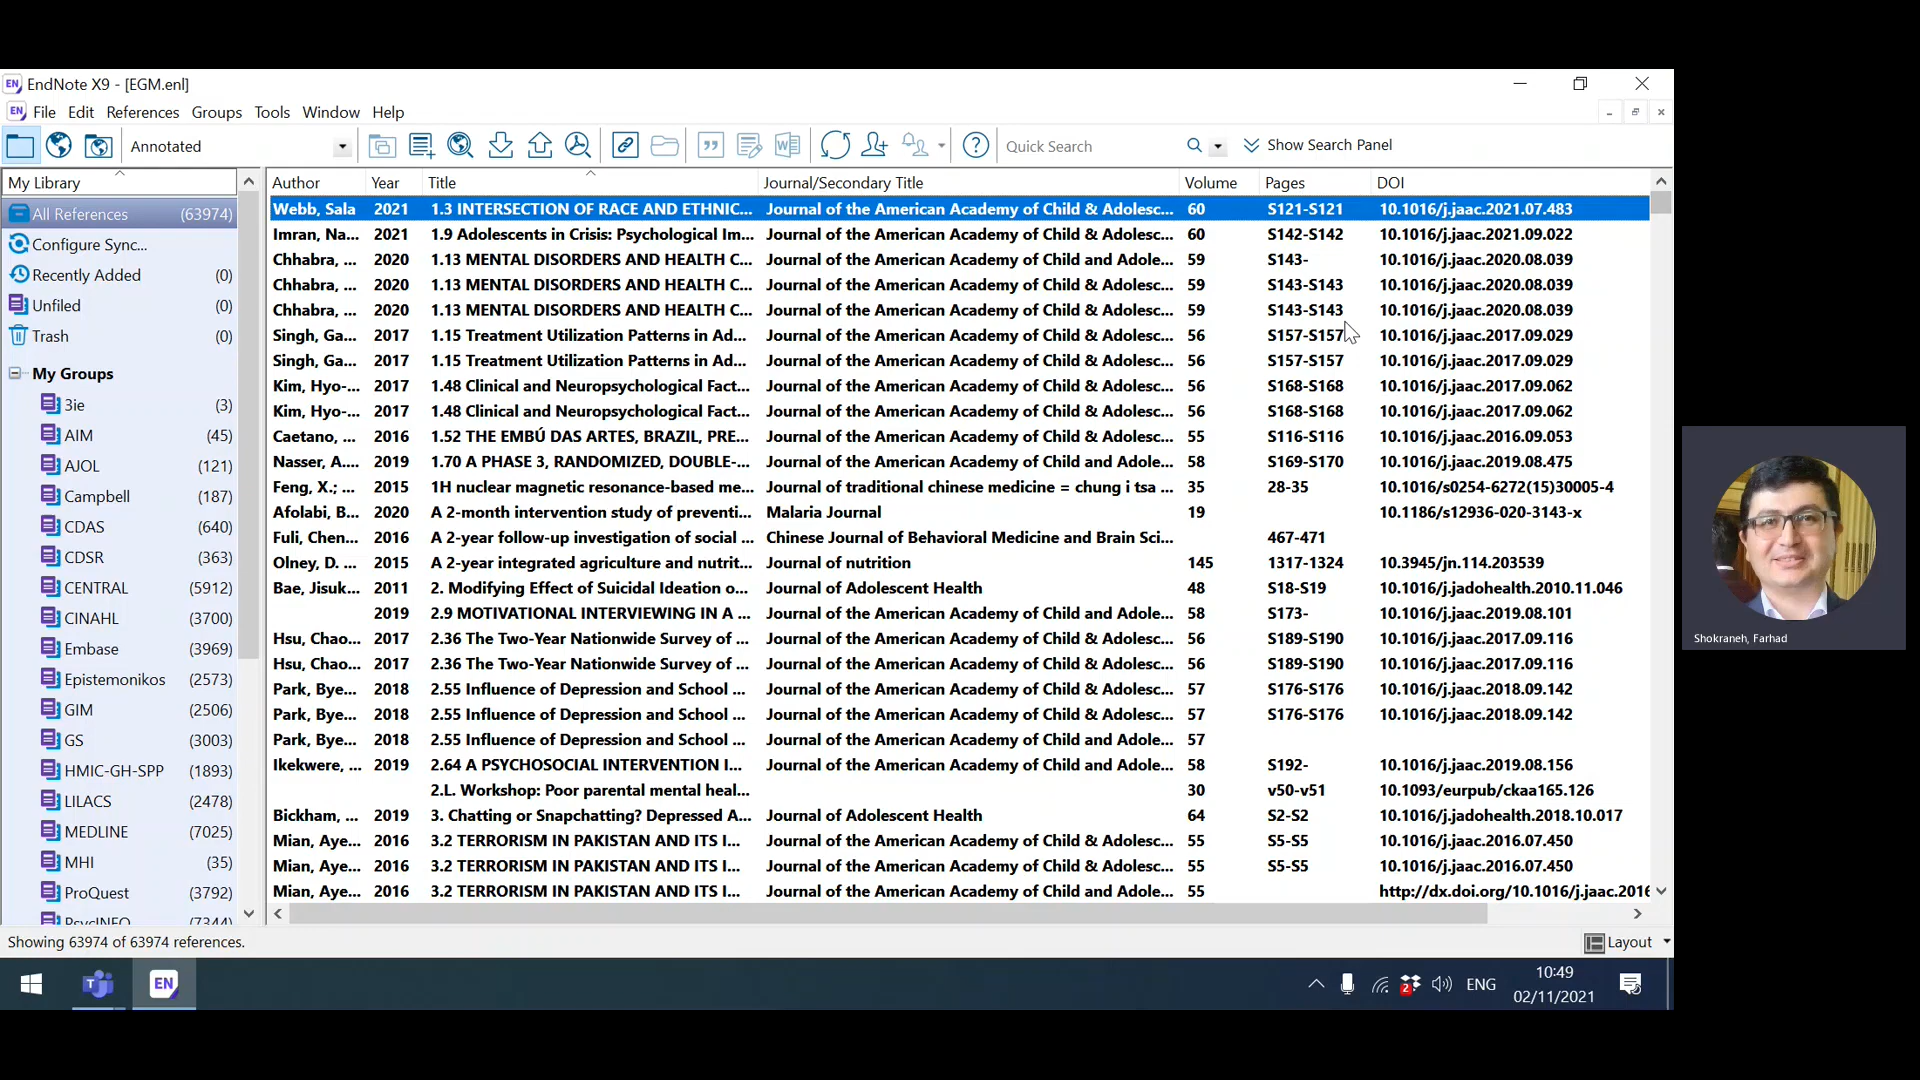 EndNote X9 - [EGM.enl]
File Edit References Groups Tools Window Help
Annotated
Quick Search
Show Search Panel
My Library
All References (63974)
Configure Sync...
Recently Added (0)
Unfiled (0)
Trash (0)
My Groups
3ie (3)
AIM (45)
AJOL (121)
Campbell (187)
CDAS (640)
CDSR (363)
CENTRAL (5912)
CINAHL (3700)
Embase (3969)
Epistemonikos (2573)
GIM (2506)
GS (3003)
HMIC-GH-SPP (1893)
LILACS (2478)
MEDLINE (7025)
MHI (35)
ProQuest (3792)
PsycINFO (7344)
Author Year Title Journal/Secondary Title Volume Pages DOI
Webb, Sala 2021 1.3 INTERSECTION OF RACE AND ETHNIC... Journal of the American Academy of Child & Adolesc... 60 S121-S121 10.1016/j.jaac.2021.07.483
Imran, Na... 2021 1.9 Adolescents in Crisis: Psychological Im... Journal of the American Academy of Child & Adolesc... 60 S142-S142 10.1016/j.jaac.2021.09.022
Chhabra, ... 2020 1.13 MENTAL DISORDERS AND HEALTH C... Journal of the American Academy of Child and Adole... 59 S143- 10.1016/j.jaac.2020.08.039
Chhabra, ... 2020 1.13 MENTAL DISORDERS AND HEALTH C... Journal of the American Academy of Child & Adolesc... 59 S143-S143 10.1016/j.jaac.2020.08.039
Chhabra, ... 2020 1.13 MENTAL DISORDERS AND HEALTH C... Journal of the American Academy of Child & Adolesc... 59 S143-S143 10.1016/j.jaac.2020.08.039
Singh, Ga... 2017 1.15 Treatment Utilization Patterns in Ad... Journal of the American Academy of Child & Adolesc... 56 S157-S157 10.1016/j.jaac.2017.09.029
Singh, Ga... 2017 1.15 Treatment Utilization Patterns in Ad... Journal of the American Academy of Child & Adolesc... 56 S157-S157 10.1016/j.jaac.2017.09.029
Kim, Hyo-... 2017 1.48 Clinical and Neuropsychological Fact... Journal of the American Academy of Child & Adolesc... 56 S168-S168 10.1016/j.jaac.2017.09.062
Kim, Hyo-... 2017 1.48 Clinical and Neuropsychological Fact... Journal of the American Academy of Child & Adolesc... 56 S168-S168 10.1016/j.jaac.2017.09.062
Caetano, ... 2016 1.52 THE EMBÚ DAS ARTES, BRAZIL, PRE... Journal of the American Academy of Child & Adolesc... 55 S116-S116 10.1016/j.jaac.2016.09.053
Nasser, A.... 2019 1.70 A PHASE 3, RANDOMIZED, DOUBLE-... Journal of the American Academy of Child and Adole... 58 S169-S170 10.1016/j.jaac.2019.08.475
Feng, X.; ... 2015 1H nuclear magnetic resonance-based me... Journal of traditional chinese medicine = chung i tsa ... 35 28-35 10.1016/s0254-6272(15)30005-4
Afolabi, B... 2020 A 2-month intervention study of preventi... Malaria Journal 19 10.1186/s12936-020-3143-x
Fuli, Chen... 2016 A 2-year follow-up investigation of social ... Chinese Journal of Behavioral Medicine and Brain Sci... 467-471
Olney, D. ... 2015 A 2-year integrated agriculture and nutrit... Journal of nutrition 145 1317-1324 10.3945/jn.114.203539
Bae, Jisuk... 2011 2. Modifying Effect of Suicidal Ideation o... Journal of Adolescent Health 48 S18-S19 10.1016/j.jadohealth.2010.11.046
2019 2.9 MOTIVATIONAL INTERVIEWING IN A ... Journal of the American Academy of Child and Adole... 58 S173- 10.1016/j.jaac.2019.08.101
Hsu, Chao... 2017 2.36 The Two-Year Nationwide Survey of ... Journal of the American Academy of Child & Adolesc... 56 S189-S190 10.1016/j.jaac.2017.09.116
Hsu, Chao... 2017 2.36 The Two-Year Nationwide Survey of ... Journal of the American Academy of Child & Adolesc... 56 S189-S190 10.1016/j.jaac.2017.09.116
Park, Bye... 2018 2.55 Influence of Depression and School ... Journal of the American Academy of Child & Adolesc... 57 S176-S176 10.1016/j.jaac.2018.09.142
Park, Bye... 2018 2.55 Influence of Depression and School ... Journal of the American Academy of Child & Adolesc... 57 S176-S176 10.1016/j.jaac.2018.09.142
Park, Bye... 2018 2.55 Influence of Depression and School ... Journal of the American Academy of Child and Adole... 57
Ikekwere, ... 2019 2.64 A PSYCHOSOCIAL INTERVENTION I... Journal of the American Academy of Child and Adole... 58 S192- 10.1016/j.jaac.2019.08.156
2.L. Workshop: Poor parental mental heal... 30 v50-v51 10.1093/eurpub/ckaa165.126
Bickham, ... 2019 3. Chatting or Snapchatting? Depressed A... Journal of Adolescent Health 64 S2-S2 10.1016/j.jadohealth.2018.10.017
Mian, Aye... 2016 3.2 TERRORISM IN PAKISTAN AND ITS I... Journal of the American Academy of Child & Adolesc... 55 S5-S5 10.1016/j.jaac.2016.07.450
Mian, Aye... 2016 3.2 TERRORISM IN PAKISTAN AND ITS I... Journal of the American Academy of Child & Adolesc... 55 S5-S5 10.1016/j.jaac.2016.07.450
Mian, Aye... 2016 3.2 TERRORISM IN PAKISTAN AND ITS I... Journal of the American Academy of Child and Adole... 55 http://dx.doi.org/10.1016/j.jaac.2016
Showing 63974 of 63974 references.
Layout
ENG
10:49
02/11/2021
2
Shokraneh, Farhad